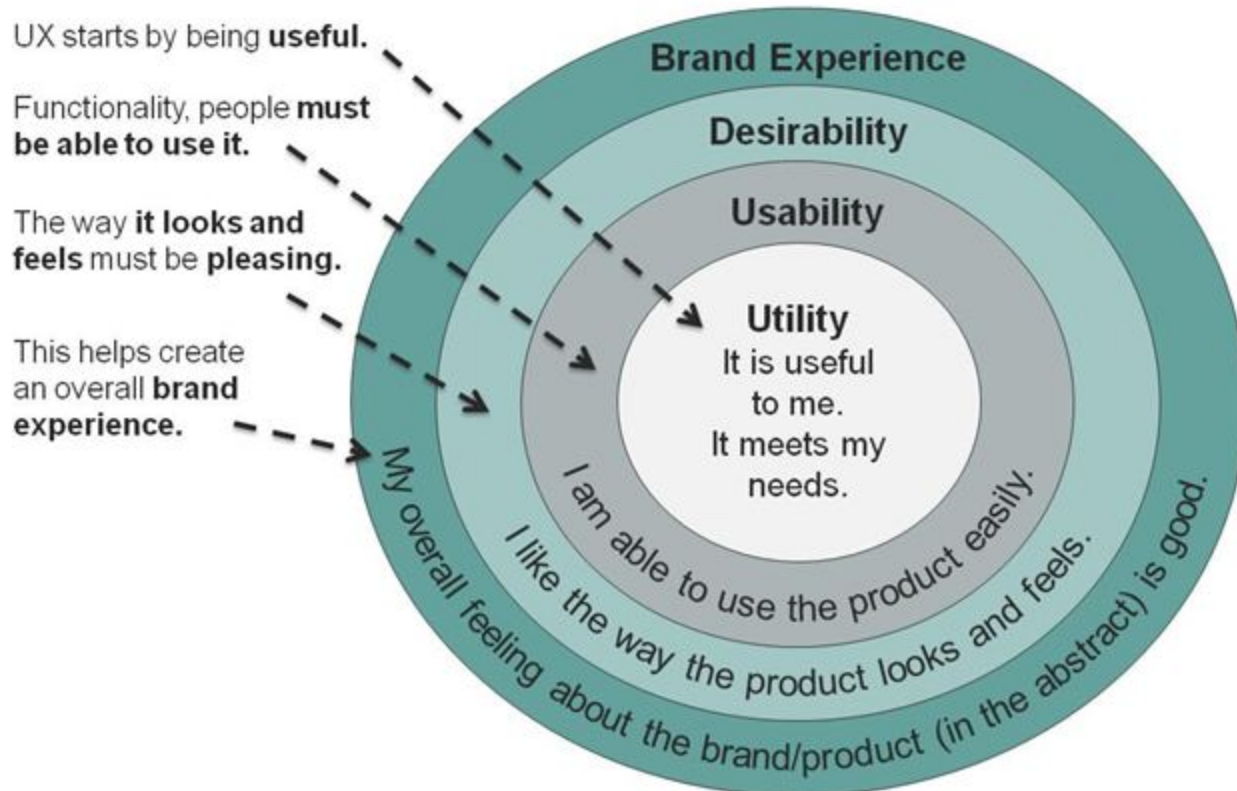 UX starts by being useful.
Functionality, people must
be able to use it.
The way it looks and
feels must be pleasing.
This helps create
an overall brand
experience.
Brand Experience
Desirability
Usability
Utility
It is useful
to me.
It meets my
needs.
I am able to use the product easily.
I like the way the product looks and feels.
My overall feeling about the brand/product (in the abstract) is good.